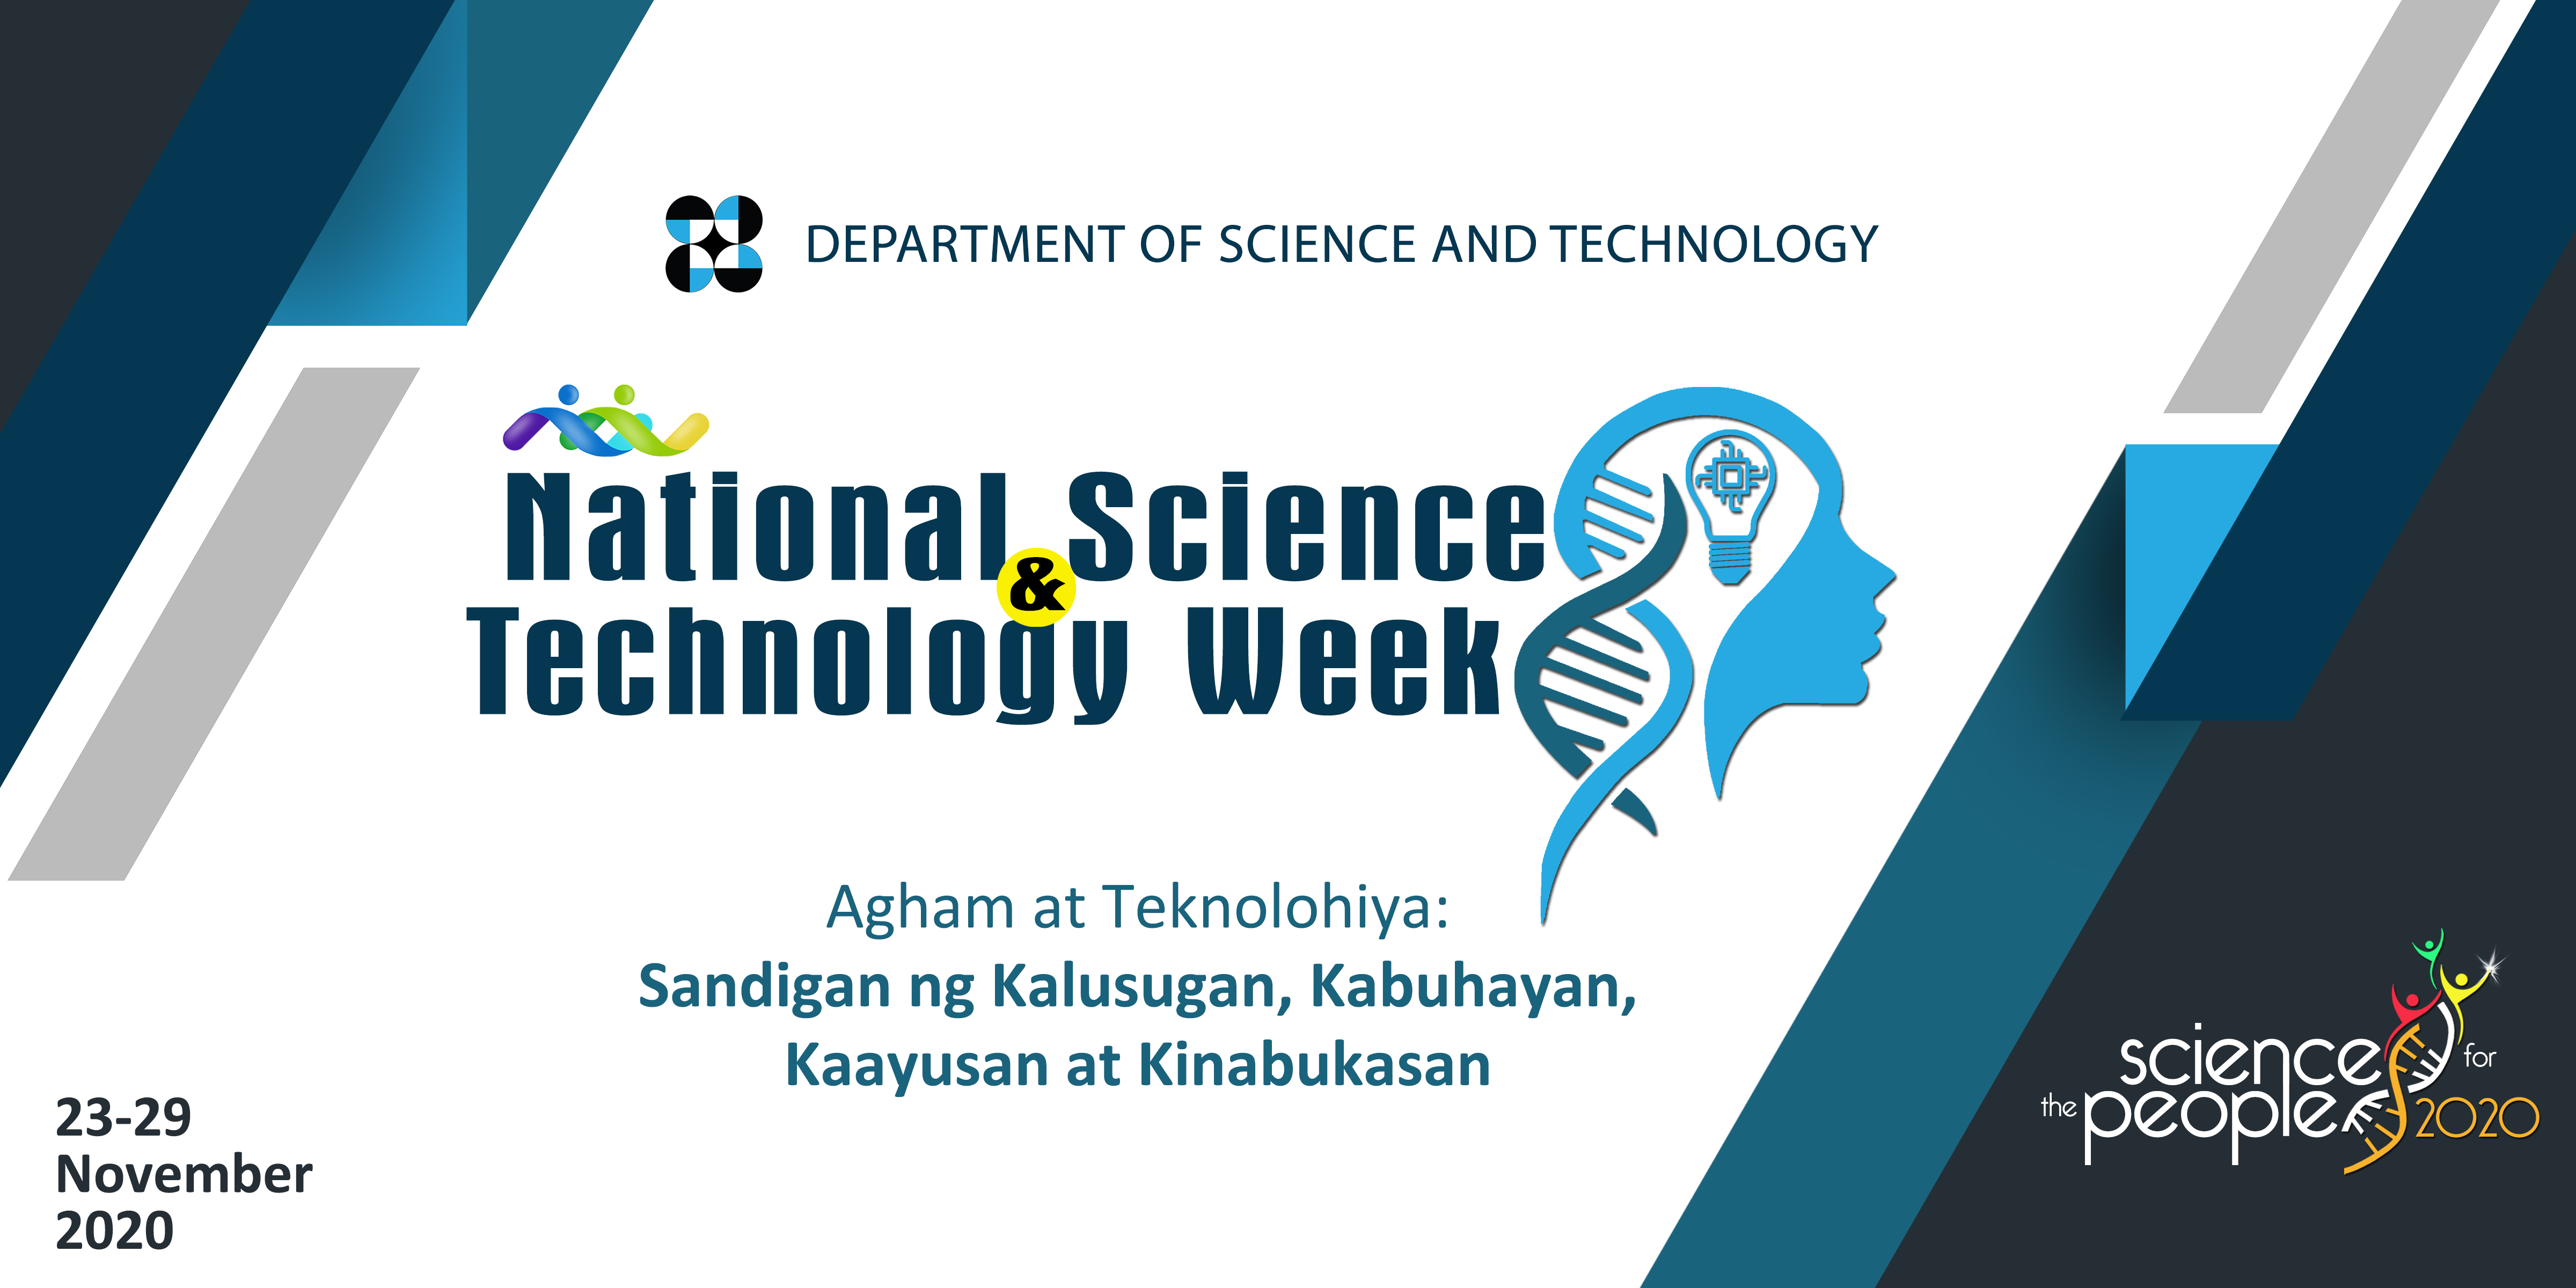 DEPARTMENT OF SCIENCE AND TECHNOLOGY
National Science
&
Technology Week
Agham at Teknolohiya:
Sandigan ng Kalusugan, Kabuhayan,
Kaayusan at Kinabukasan
23-29
November
2020
science for
the people 2020